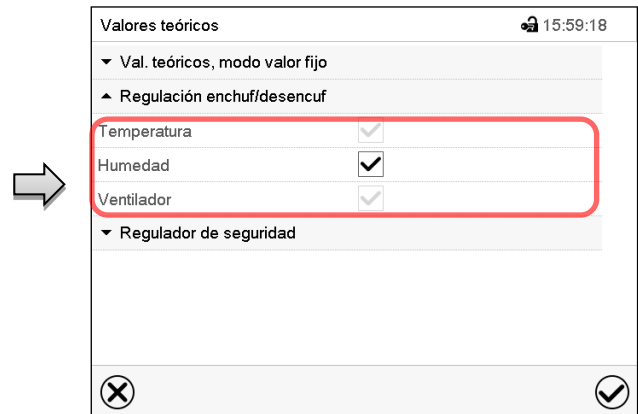 Valores teóricos 15:59:18
Val. teóricos, modo valor fijo
Regulación enchuf/desencuf
Temperatura
Humedad
Ventilador
Regulador de seguridad